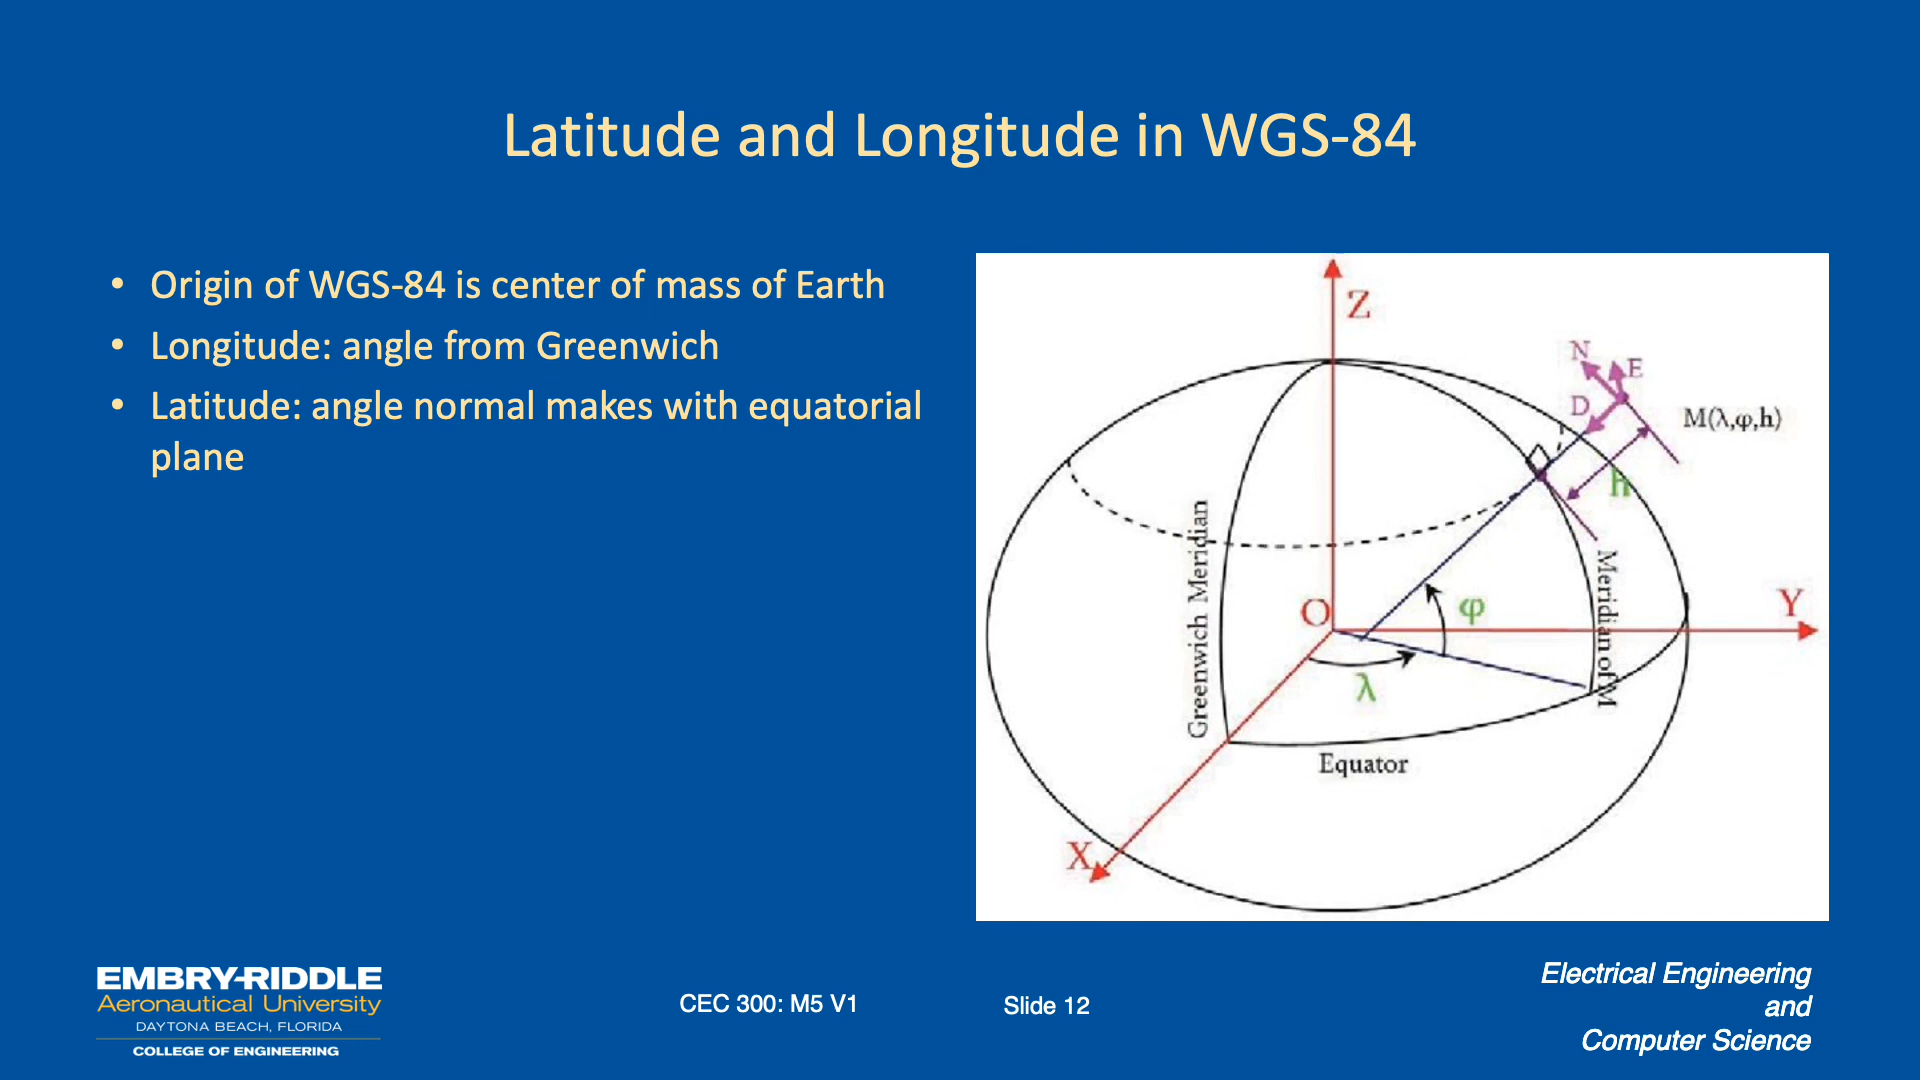 Latitude and Longitude in WGS-84
• Origin of WGS-84 is center of mass of Earth
• Longitude: angle from Greenwich
• Latitude: angle normal makes with equatorial
plane
Z
N
E
D
M(λ,φ,h)
h
Greenwich Meridian
Meridian of M
O
φ
Y
λ
Equator
X
EMBRY-RIDDLE
Aeronautical University
DAYTONA BEACH, FLORIDA
COLLEGE OF ENGINEERING
CEC 300: M5 V1
Slide 12
Electrical Engineering
and
Computer Science